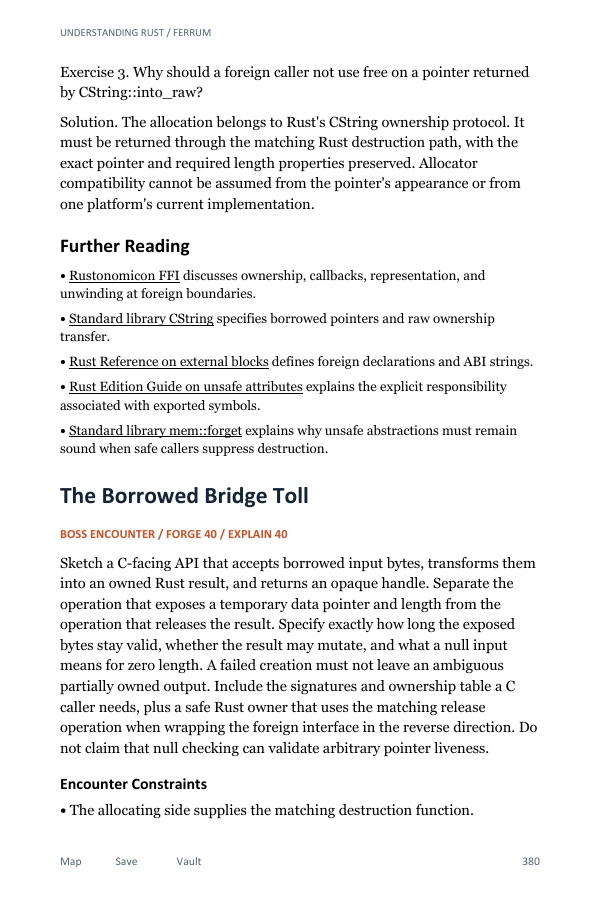 UNDERSTANDING RUST / FERRUM
Exercise 3. Why should a foreign caller not use free on a pointer returned
by CString::into_raw?
Solution. The allocation belongs to Rust's CString ownership protocol. It
must be returned through the matching Rust destruction path, with the
exact pointer and required length properties preserved. Allocator
compatibility cannot be assumed from the pointer's appearance or from
one platform's current implementation.
Further Reading
• Rustonomicon FFI discusses ownership, callbacks, representation, and
unwinding at foreign boundaries.
• Standard library CString specifies borrowed pointers and raw ownership
transfer.
• Rust Reference on external blocks defines foreign declarations and ABI strings.
• Rust Edition Guide on unsafe attributes explains the explicit responsibility
associated with exported symbols.
• Standard library mem::forget explains why unsafe abstractions must remain
sound when safe callers suppress destruction.
The Borrowed Bridge Toll
BOSS ENCOUNTER / FORGE 40 / EXPLAIN 40
Sketch a C-facing API that accepts borrowed input bytes, transforms them
into an owned Rust result, and returns an opaque handle. Separate the
operation that exposes a temporary data pointer and length from the
operation that releases the result. Specify exactly how long the exposed
bytes stay valid, whether the result may mutate, and what a null input
means for zero length. A failed creation must not leave an ambiguous
partially owned output. Include the signatures and ownership table a C
caller needs, plus a safe Rust owner that uses the matching release
operation when wrapping the foreign interface in the reverse direction. Do
not claim that null checking can validate arbitrary pointer liveness.
Encounter Constraints
• The allocating side supplies the matching destruction function.
Map Save Vault 380